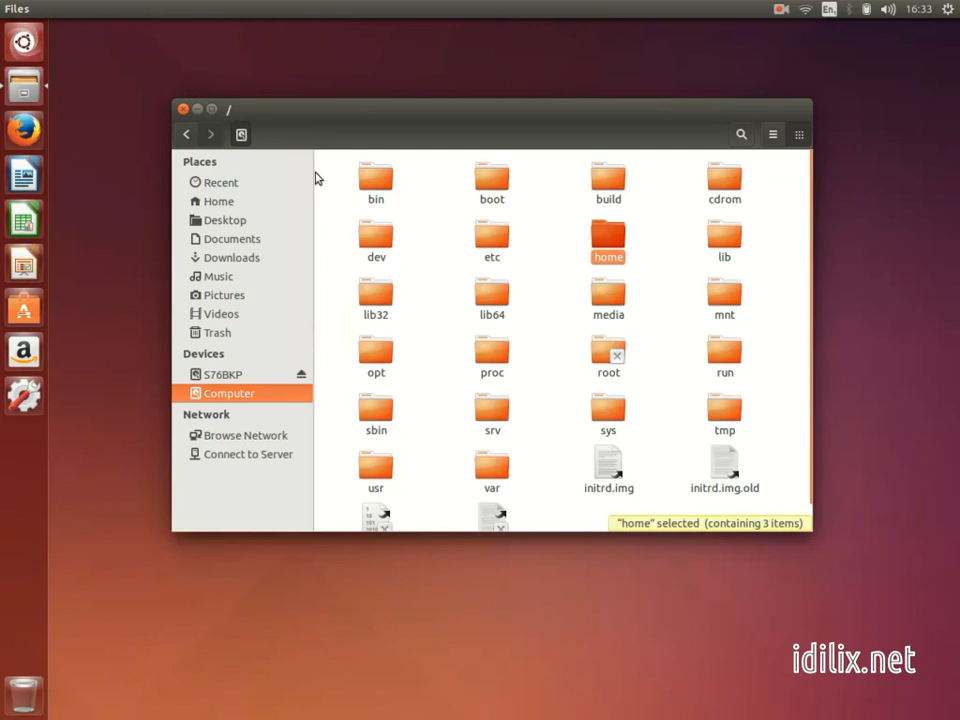 Files
En₁
16:33
/
Places
Recent
Home
Desktop
Documents
Downloads
Music
Pictures
Videos
Trash
Devices
S76BKP
Computer
Network
Browse Network
Connect to Server
bin
boot
build
cdrom
dev
etc
home
lib
lib32
lib64
media
mnt
opt
proc
root
run
sbin
srv
sys
tmp
usr
var
initrd.img
initrd.img.old
"home" selected (containing 3 items)
a
idilix.net